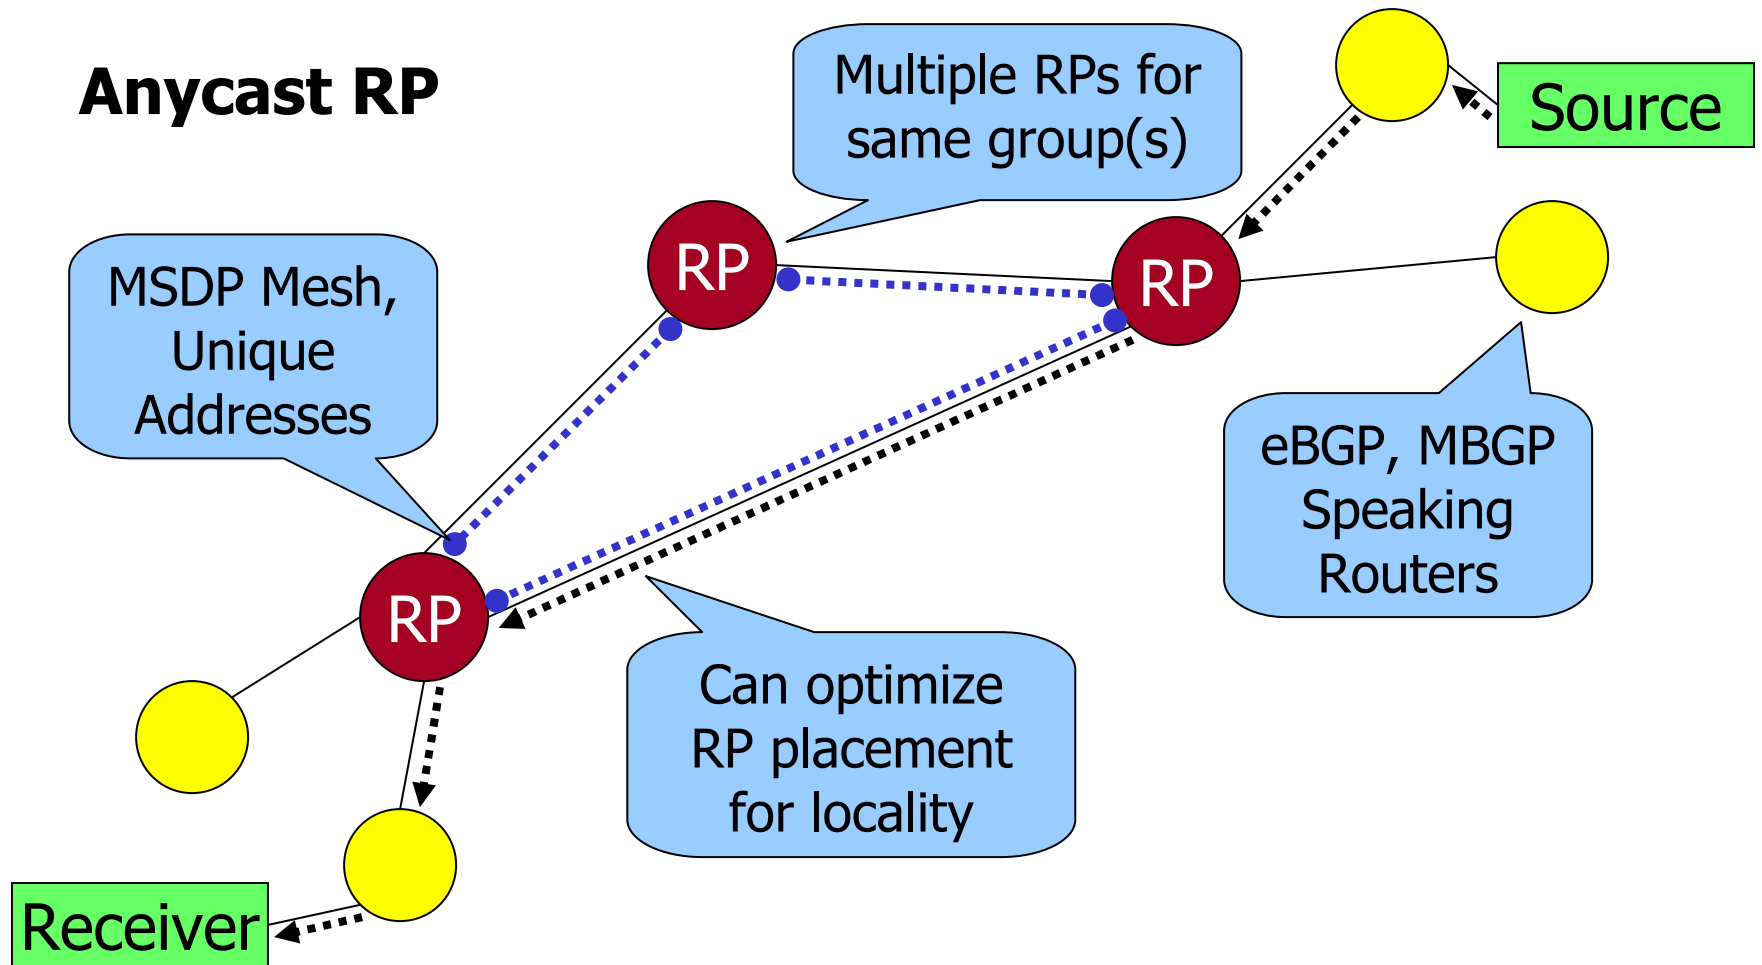 Anycast RP
Multiple RPs for
same group(s)
Source
MSDP Mesh,
Unique
Addresses
RP
RP
eBGP, MBGP
Speaking
Routers
RP
Can optimize
RP placement
for locality
Receiver